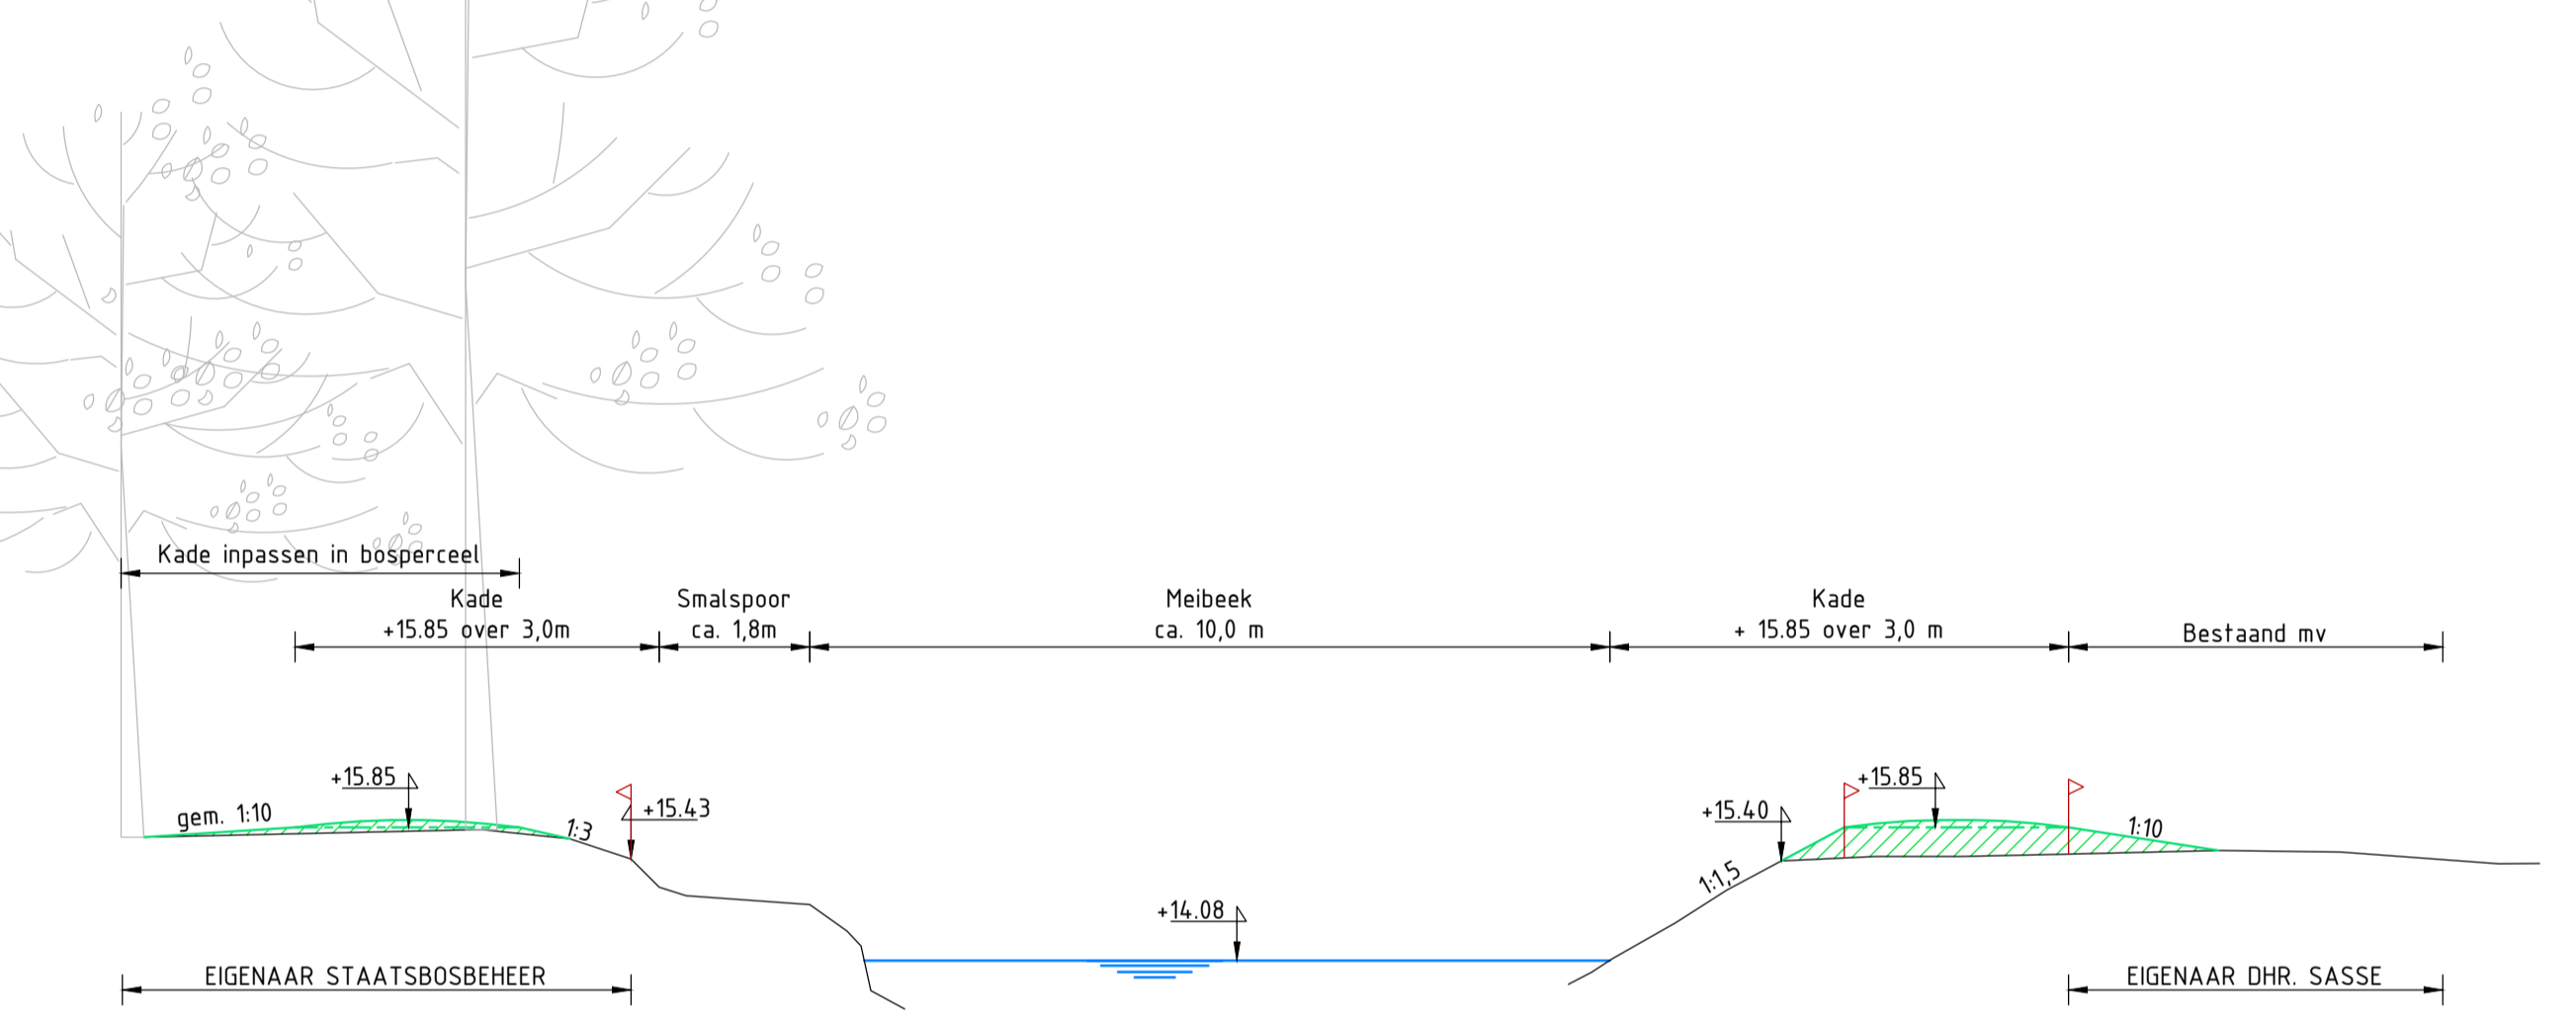 Kade inpassen in bosperceel
Kade
+15.85 over 3,0m
Smalspoor
ca. 1,8m
Meibeek
ca. 10,0 m
Kade
+ 15.85 over 3,0 m
Bestaand mv
gem. 1:10
+15.85
1:3
+15.43
+14.08
1:1,5
+15.40
+15.85
1:10
EIGENAAR STAATSBOSBEHEER
EIGENAAR DHR. SASSE